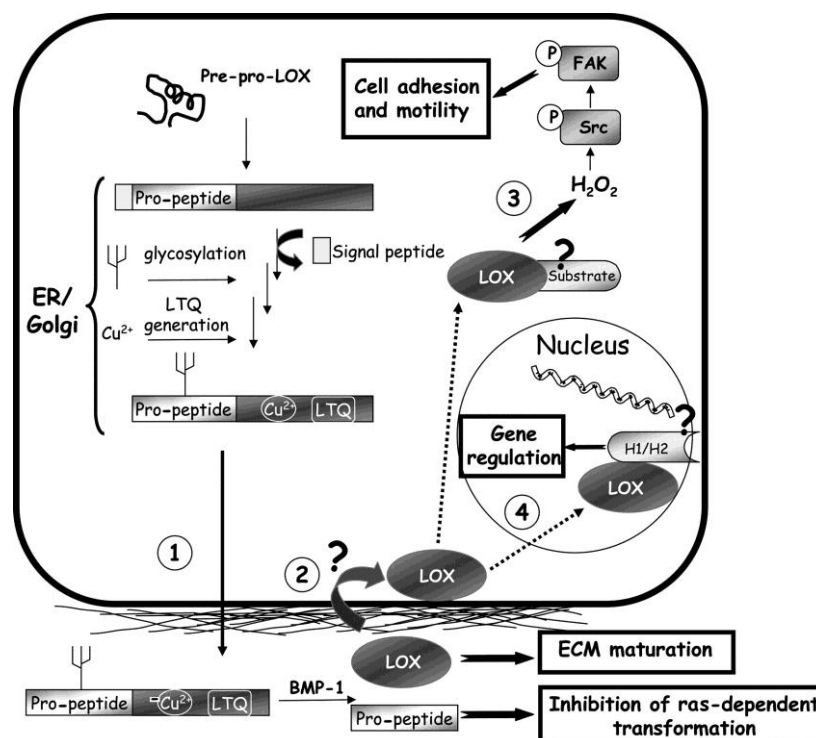 Pre-pro-LOX
Pro-peptide
Signal peptide
glycosylation
ER/
Golgi
Cu2+
LTQ
generation
Pro-peptide
Cu2+
LTQ
1
Cell adhesion
and motility
P
FAK
P
Src
H2O2
3
?
LOX
Substrate
Nucleus
?
Gene
regulation
H1/H2
LOX
4
2
?
LOX
LOX
ECM maturation
Pro-peptide
Cu2+
LTQ
BMP-1
Pro-peptide
Inhibition of ras-dependent
transformation